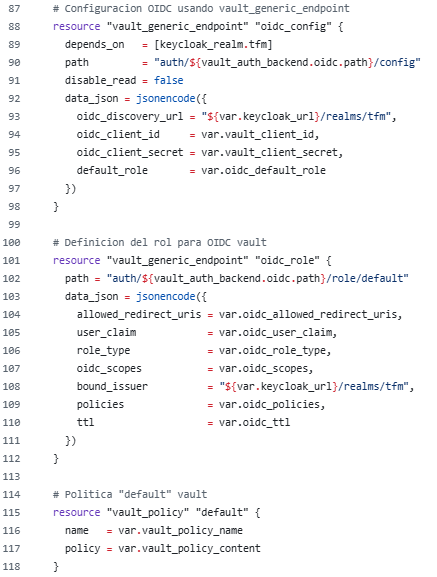 87 # Configuracion OIDC usando vault_generic_endpoint
88 resource "vault_generic_endpoint" "oidc_config" {
89   depends_on   = [keycloak_realm.tfm]
90   path         = "auth/${vault_auth_backend.oidc.path}/config"
91   disable_read = false
92   data_json = jsonencode({
93     oidc_discovery_url = "${var.keycloak_url}/realms/tfm",
94     oidc_client_id     = var.vault_client_id,
95     oidc_client_secret = var.vault_client_secret,
96     default_role       = var.oidc_default_role
97   })
98 }
99
100 # Definicion del rol para OIDC vault
101 resource "vault_generic_endpoint" "oidc_role" {
102   path = "auth/${vault_auth_backend.oidc.path}/role/default"
103   data_json = jsonencode({
104     allowed_redirect_uris = var.oidc_allowed_redirect_uris,
105     user_claim            = var.oidc_user_claim,
106     role_type             = var.oidc_role_type,
107     oidc_scopes           = var.oidc_scopes,
108     bound_issuer          = "${var.keycloak_url}/realms/tfm",
109     policies              = var.oidc_policies,
110     ttl                   = var.oidc_ttl
111   })
112 }
113
114 # Politica "default" vault
115 resource "vault_policy" "default" {
116   name   = var.vault_policy_name
117   policy = var.vault_policy_content
118 }